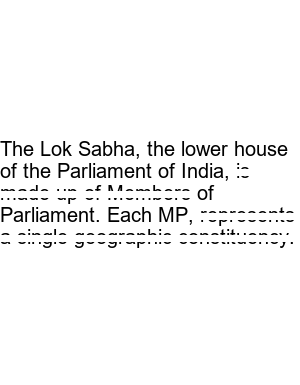 The Lok Sabha, the lower house
of the Parliament of India, is
made up of Members of
Parliament. Each MP, represents
a single geographic constituency.